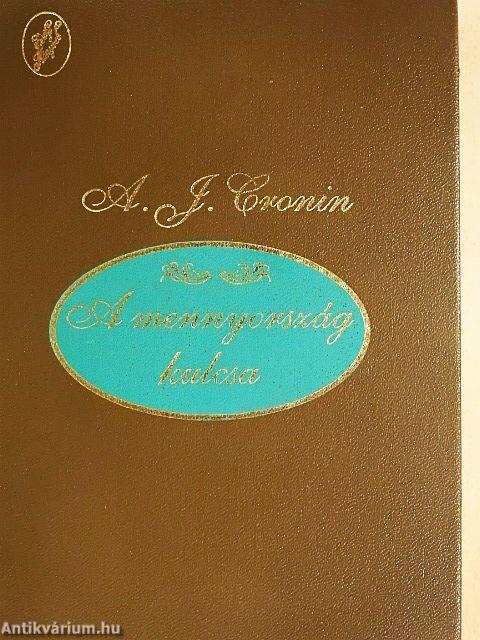 A. J. Cronin
A mennyország
kulcsa
Antikvárium.hu